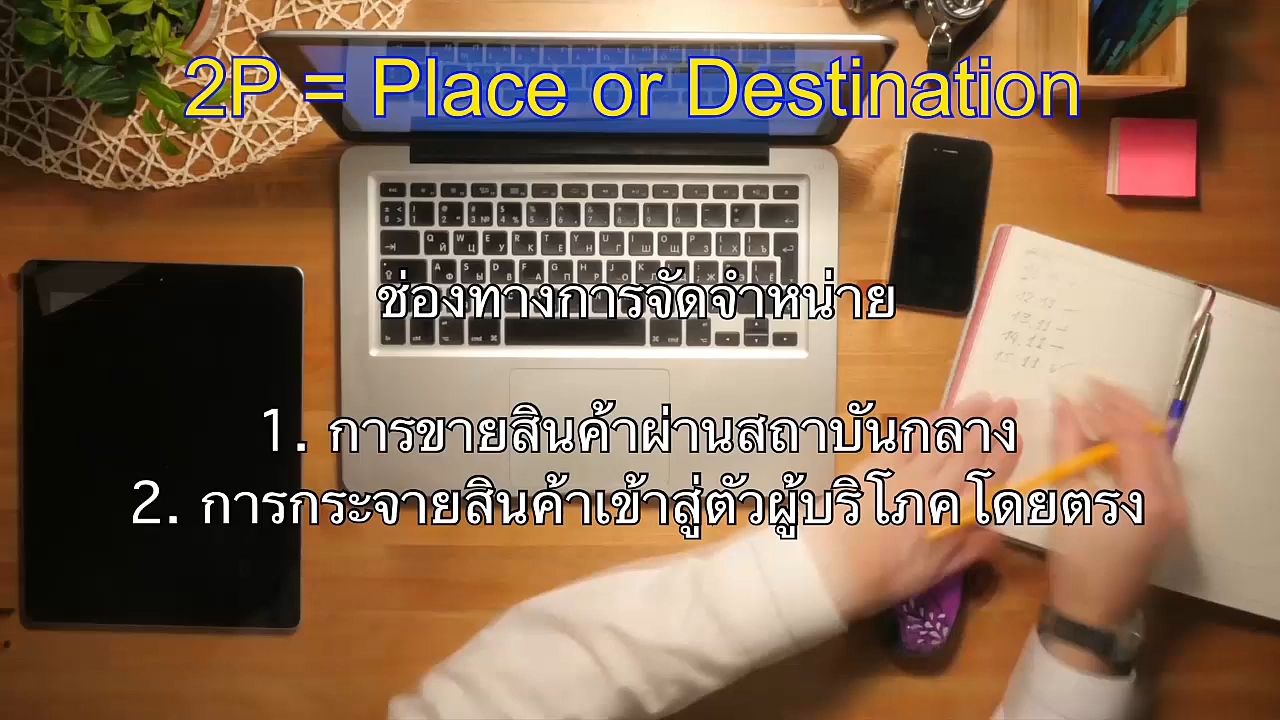 2P = Place or Destination
ช่องทางการจัดจำหน่าย
1. การขายสินค้าผ่านสถาบันกลาง
2. การกระจายสินค้าเข้าสู่ตัวผู้บริโภคโดยตรง